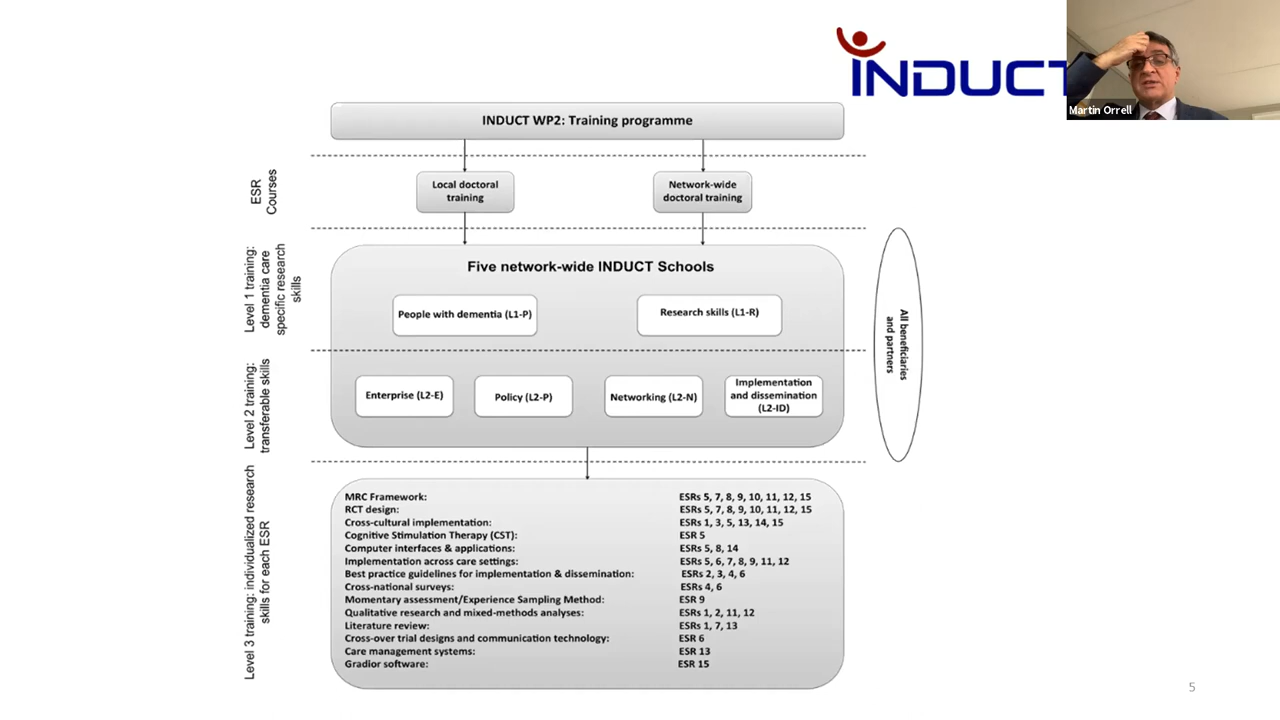 INDUCT
Martin Orrell
INDUCT WP2: Training programme
ESR
Courses
Local doctoral
training
Network-wide
doctoral training
Level 1 training:
dementia care
specific research
skills
Five network-wide INDUCT Schools
People with dementia (L1-P)
Research skills (L1-R)
All beneficiaries
and partners
Level 2 training:
transferable skills
Enterprise (L2-E)
Policy (L2-P)
Networking (L2-N)
Implementation
and dissemination
(L2-ID)
Level 3 training: individualized research
skills for each ESR
MRC Framework: ESRs 5, 7, 8, 9, 10, 11, 12, 15
RCT design: ESRs 5, 7, 8, 9, 10, 11, 12, 15
Cross-cultural implementation: ESRs 1, 3, 5, 13, 14, 15
Cognitive Stimulation Therapy (CST): ESR 5
Computer interfaces & applications: ESRs 5, 8, 14
Implementation across care settings: ESRs 5, 6, 7, 8, 9, 11, 12
Best practice guidelines for implementation & dissemination: ESRs 2, 3, 4, 6
Cross-national surveys: ESRs 4, 6
Momentary assessment/Experience Sampling Method: ESR 9
Qualitative research and mixed-methods analyses: ESRs 1, 2, 11, 12
Literature review: ESRs 1, 7, 13
Cross-over trial designs and communication technology: ESR 6
Care management systems: ESR 13
Gradior software: ESR 15
5